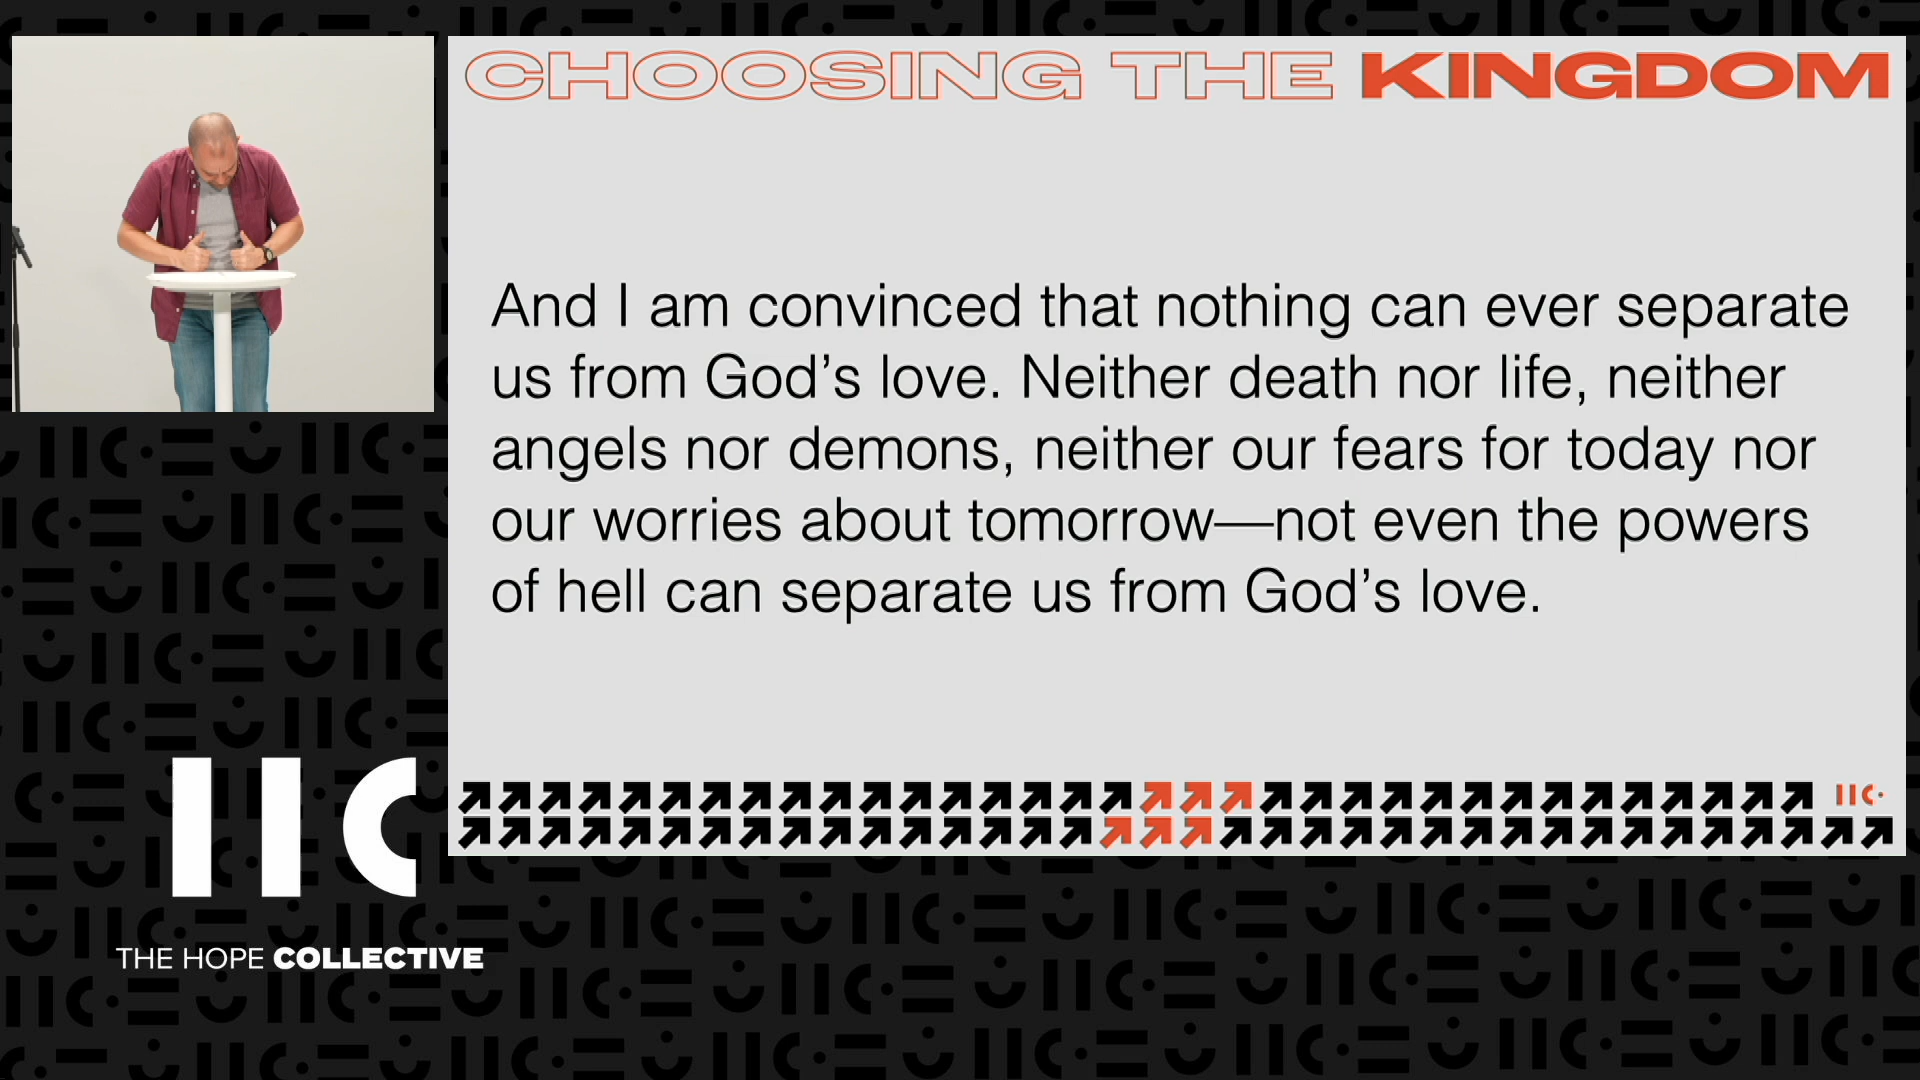 CHOOSING THE KINGDOM
And I am convinced that nothing can ever separate
us from God’s love. Neither death nor life, neither
angels nor demons, neither our fears for today nor
our worries about tomorrow—not even the powers
of hell can separate us from God’s love.
THE HOPE COLLECTIVE